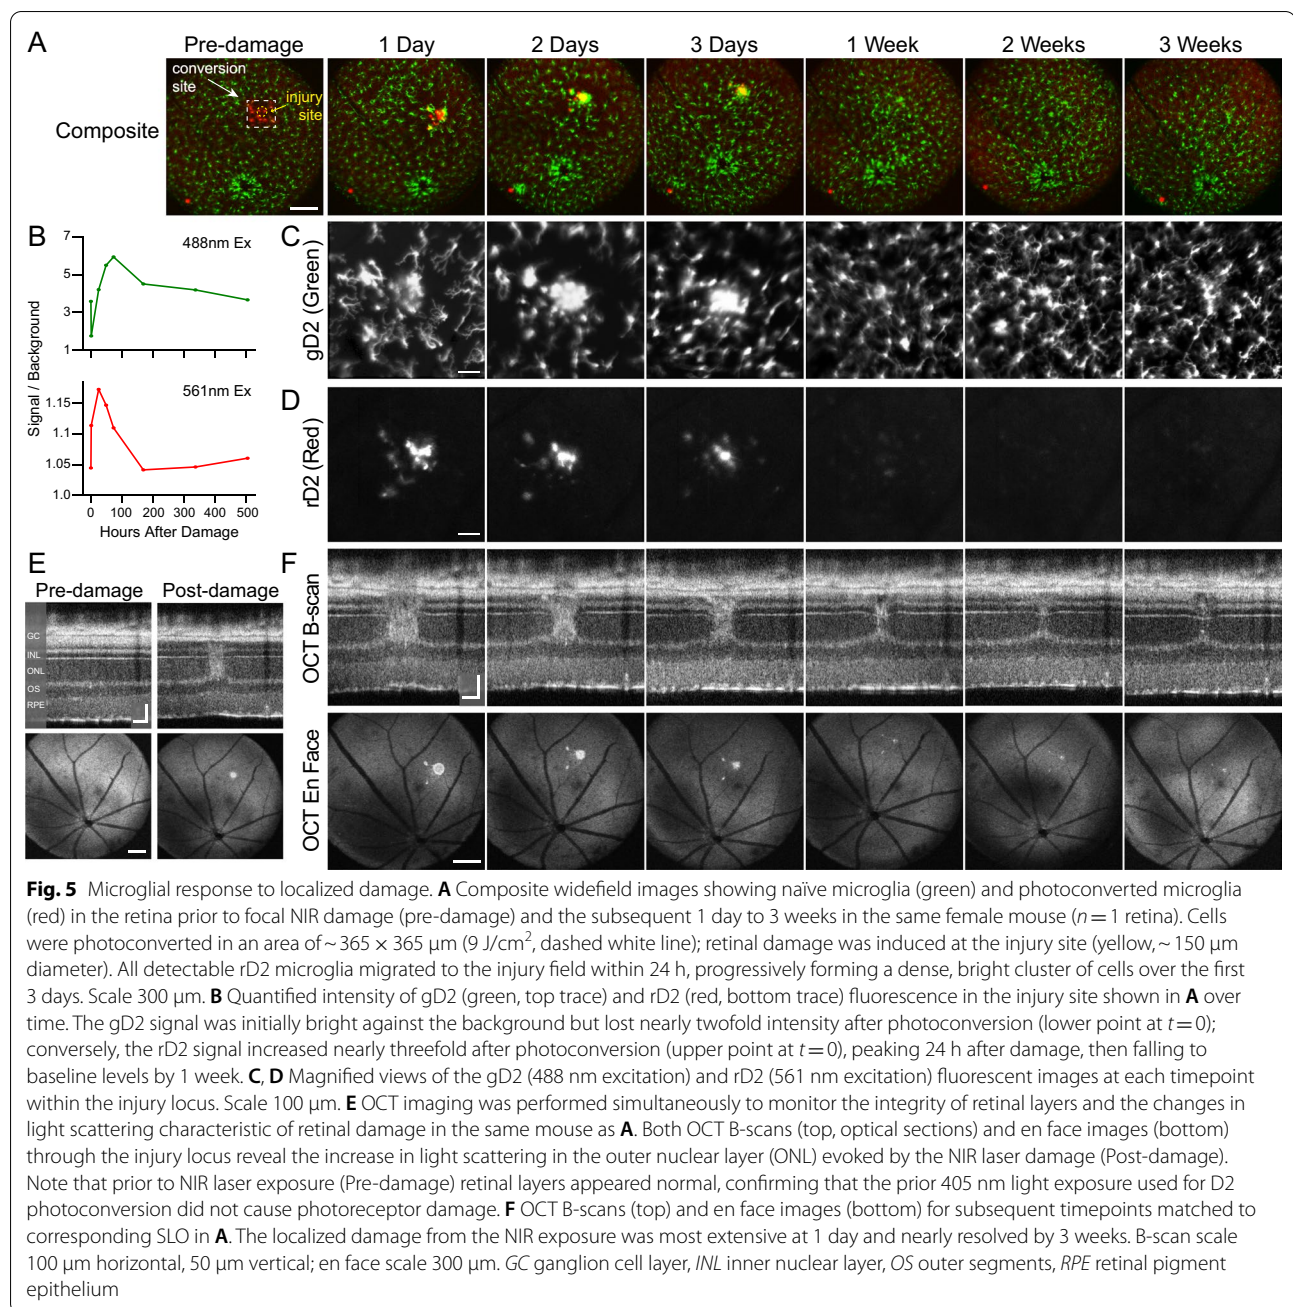 A
Pre-damage
1 Day
2 Days
3 Days
1 Week
2 Weeks
3 Weeks
conversion
site
injury
site
Composite
B
488nm Ex
7
5
3
1
Signal / Background
561nm Ex
1.15
1.1
1.05
1.0
0 100 200 300 400 500
Hours After Damage
C
gD2 (Green)
D
rD2 (Red)
E
Pre-damage
Post-damage
GC
INL
ONL
OS
RPE
F
OCT B-scan
OCT En Face
Fig. 5 Microglial response to localized damage. A Composite widefield images showing naïve microglia (green) and photoconverted microglia
(red) in the retina prior to focal NIR damage (pre-damage) and the subsequent 1 day to 3 weeks in the same female mouse (n = 1 retina). Cells
were photoconverted in an area of ~ 365 × 365 μm (9 J/cm², dashed white line); retinal damage was induced at the injury site (yellow, ~ 150 μm
diameter). All detectable rD2 microglia migrated to the injury field within 24 h, progressively forming a dense, bright cluster of cells over the first
3 days. Scale 300 μm. B Quantified intensity of gD2 (green, top trace) and rD2 (red, bottom trace) fluorescence in the injury site shown in A over
time. The gD2 signal was initially bright against the background but lost nearly twofold intensity after photoconversion (lower point at t = 0);
conversely, the rD2 signal increased nearly threefold after photoconversion (upper point at t = 0), peaking 24 h after damage, then falling to
baseline levels by 1 week. C, D Magnified views of the gD2 (488 nm excitation) and rD2 (561 nm excitation) fluorescent images at each timepoint
within the injury locus. Scale 100 μm. E OCT imaging was performed simultaneously to monitor the integrity of retinal layers and the changes in
light scattering characteristic of retinal damage in the same mouse as A. Both OCT B-scans (top, optical sections) and en face images (bottom)
through the injury locus reveal the increase in light scattering in the outer nuclear layer (ONL) evoked by the NIR laser damage (Post-damage).
Note that prior to NIR laser exposure (Pre-damage) retinal layers appeared normal, confirming that the prior 405 nm light exposure used for D2
photoconversion did not cause photoreceptor damage. F OCT B-scans (top) and en face images (bottom) for subsequent timepoints matched to
corresponding SLO in A. The localized damage from the NIR exposure was most extensive at 1 day and nearly resolved by 3 weeks. B-scan scale
100 μm horizontal, 50 μm vertical; en face scale 300 μm. GC ganglion cell layer, INL inner nuclear layer, OS outer segments, RPE retinal pigment
epithelium